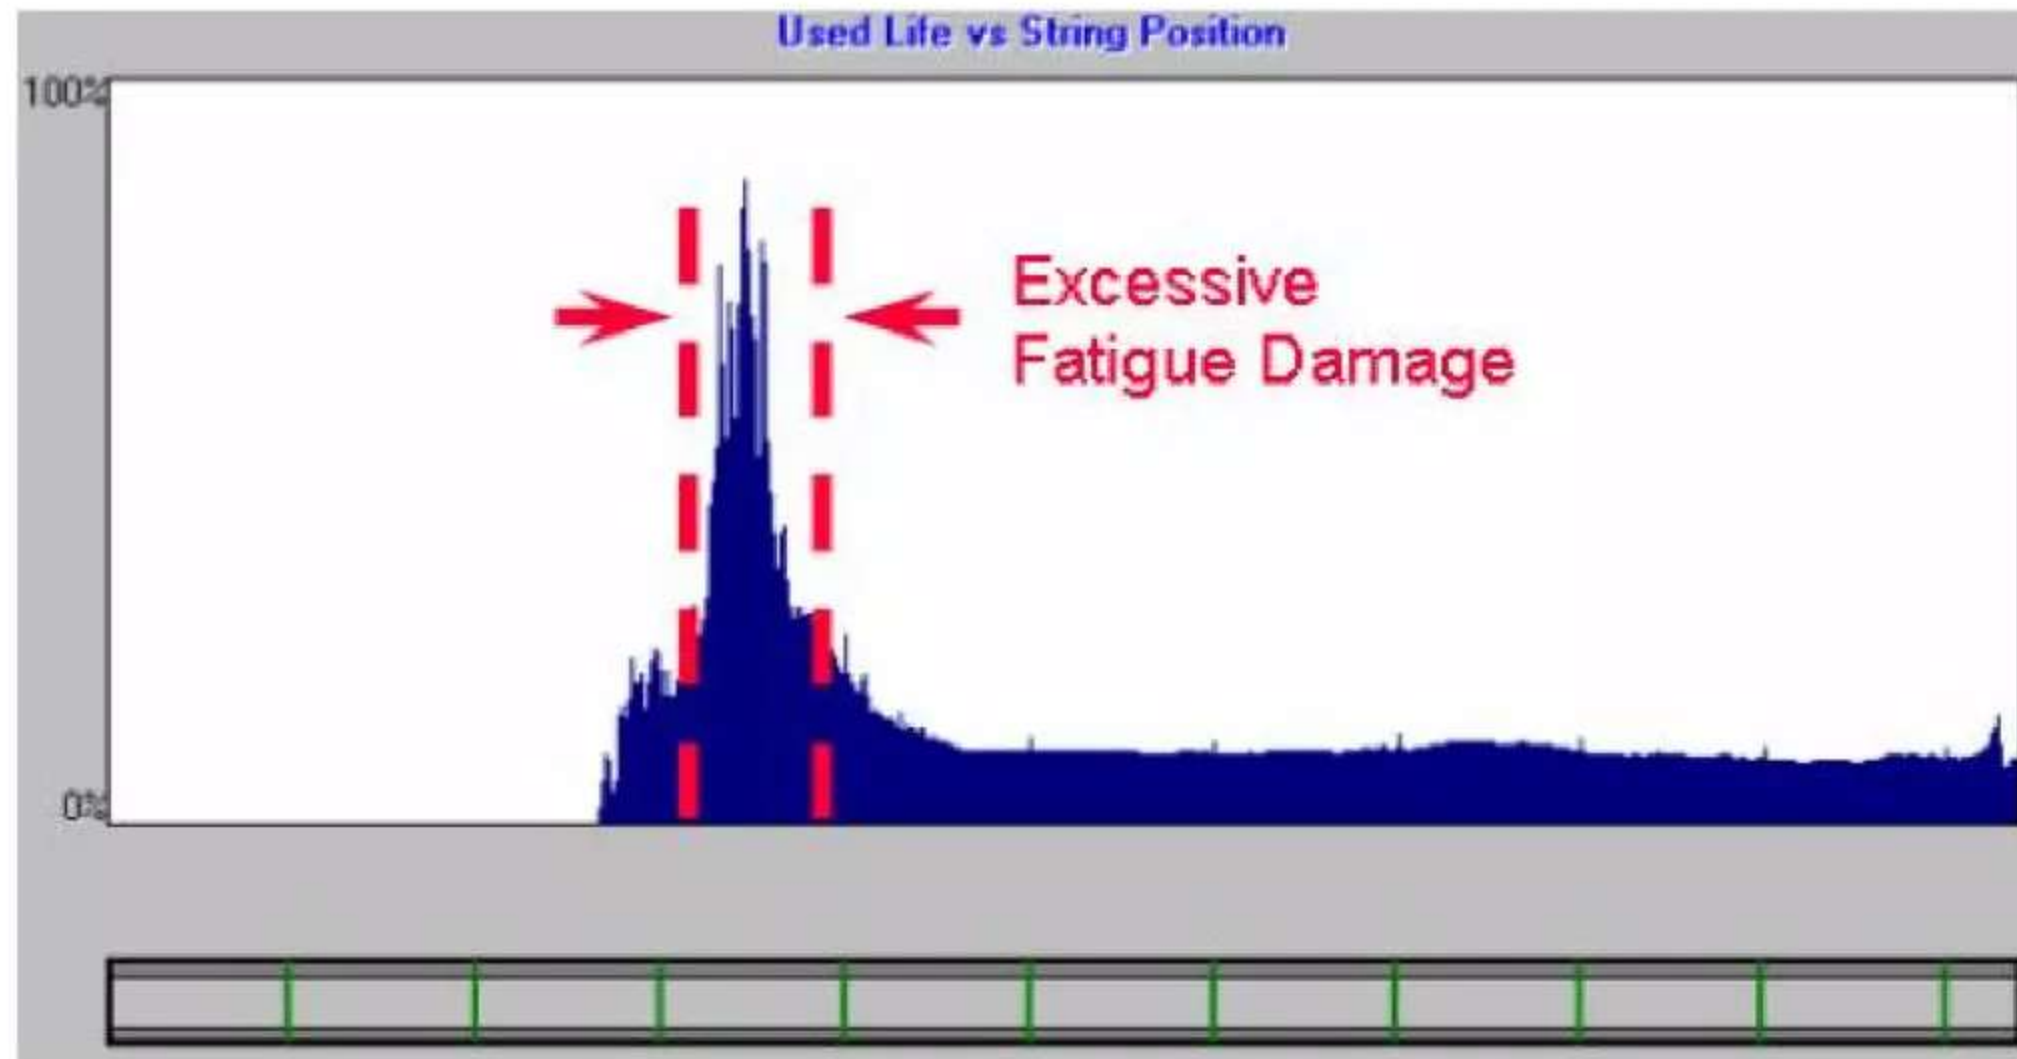 Used Life vs String Position
100%
Excessive
Fatigue Damage
0%